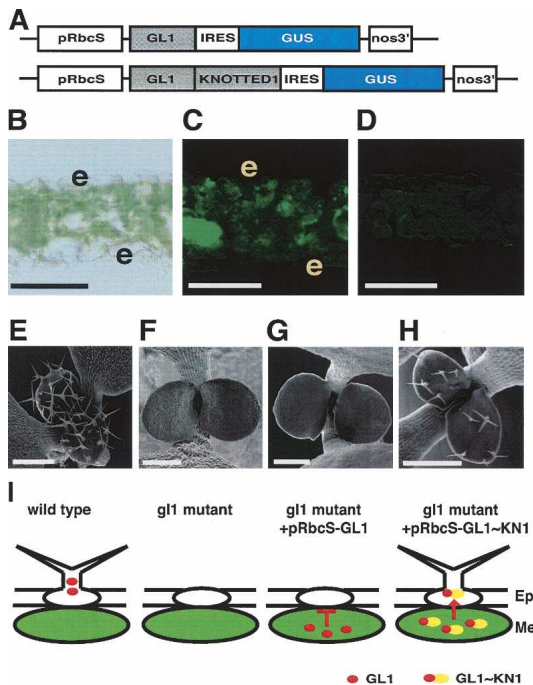 A
pRbcS GL1 IRES GUS nos3'
pRbcS GL1 KNOTTED1 IRES GUS nos3'
B C D
e e
e e
E F G H
I
wild type gl1 mutant gl1 mutant +pRbcS-GL1 gl1 mutant +pRbcS-GL1~KN1
Ep
Me
GL1 GL1~KN1